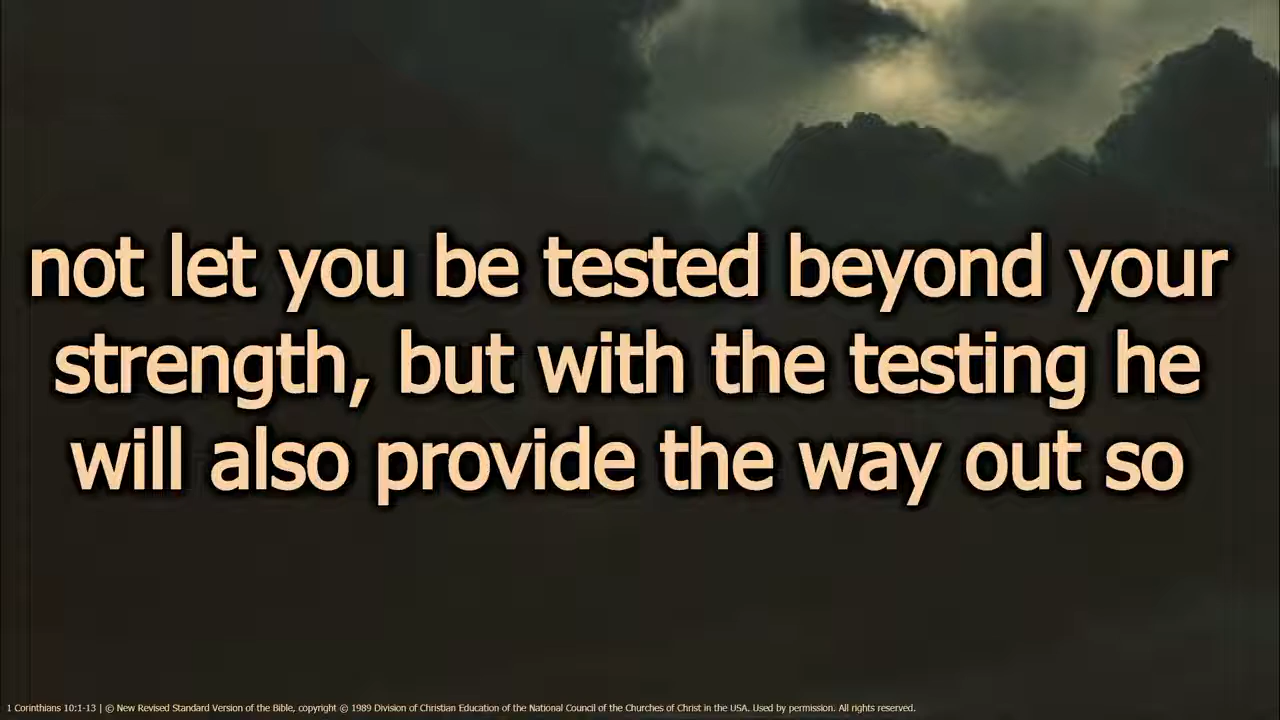 not let you be tested beyond your
strength, but with the testing he
will also provide the way out so
1 Corinthians 10:1-13 | © New Revised Standard Version of the Bible, copyright © 1989 Division of Christian Education of the National Council of the Churches of Christ in the USA. Used by permission. All rights reserved.